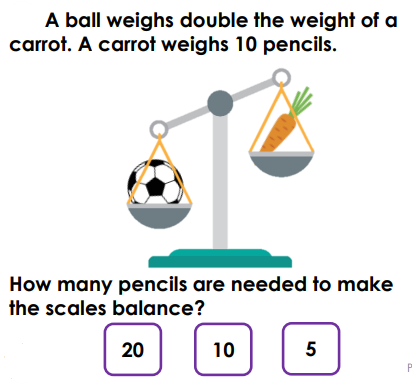 A ball weighs double the weight of a
carrot. A carrot weighs 10 pencils.
How many pencils are needed to make
the scales balance?
20 10 5
P